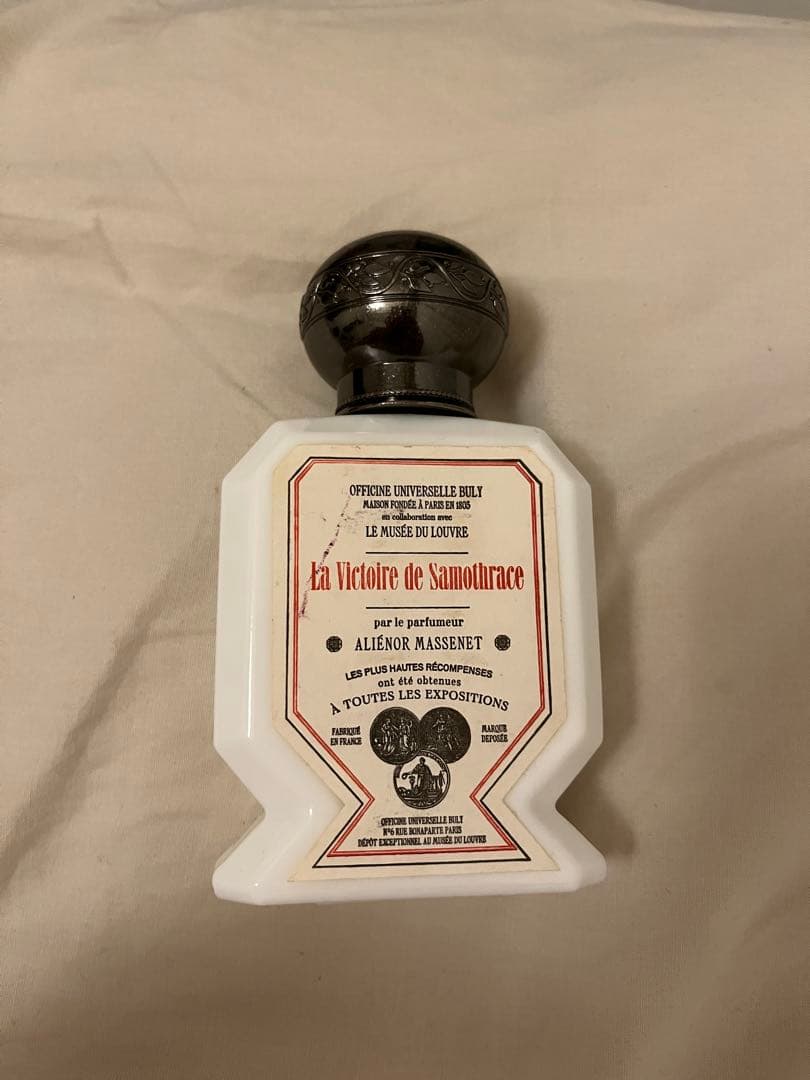 OFFICINE UNIVERSELLE BULY
MAISON FONDÉE À PARIS EN 1803
en collaboration avec
LE MUSÉE DU LOUVRE
La Victoire de Samothrace
par le parfumeur
ALIÉNOR MASSENET
LES PLUS HAUTES RÉCOMPENSES
ont été obtenues
À TOUTES LES EXPOSITIONS
FABRIQUÉ
EN FRANCE
MARQUE
DEPOSÉE
OFFICINE UNIVERSELLE BULY
Nº6 RUE BONAPARTE PARIS
DÉPÔT EXCEPTIONNEL AU MUSÉE DU LOUVRE